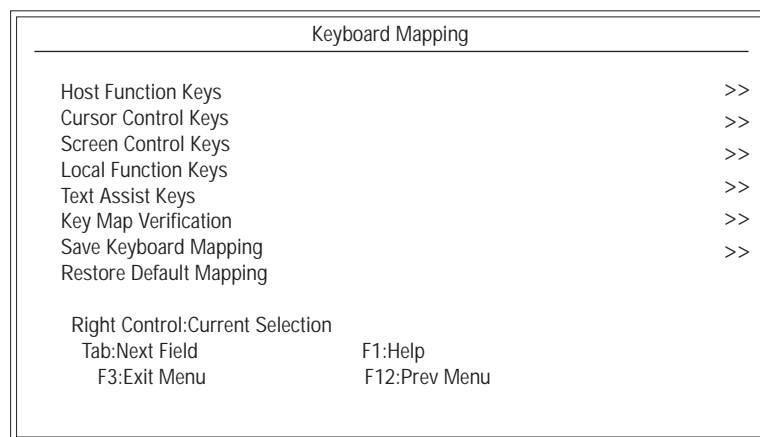 Keyboard Mapping
Host Function Keys >>
Cursor Control Keys >>
Screen Control Keys >>
Local Function Keys >>
Text Assist Keys >>
Key Map Verification >>
Save Keyboard Mapping
Restore Default Mapping
Right Control:Current Selection
Tab:Next Field F1:Help
F3:Exit Menu F12:Prev Menu